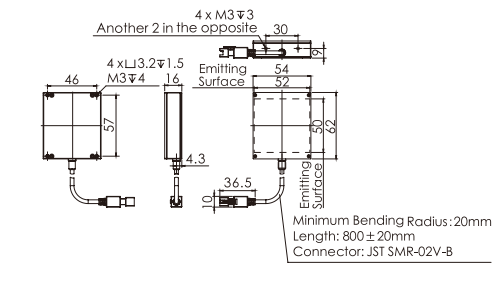 4 x M3↧3
Another 2 in the opposite
30
9
4 x⌴3.2↧1.5
M3↧4
46
16
Emitting
Surface
54
52
57
50
62
4.3
36.5
10
Emitting
Surface
Minimum Bending Radius:20mm
Length: 800±20mm
Connector: JST SMR-02V-B